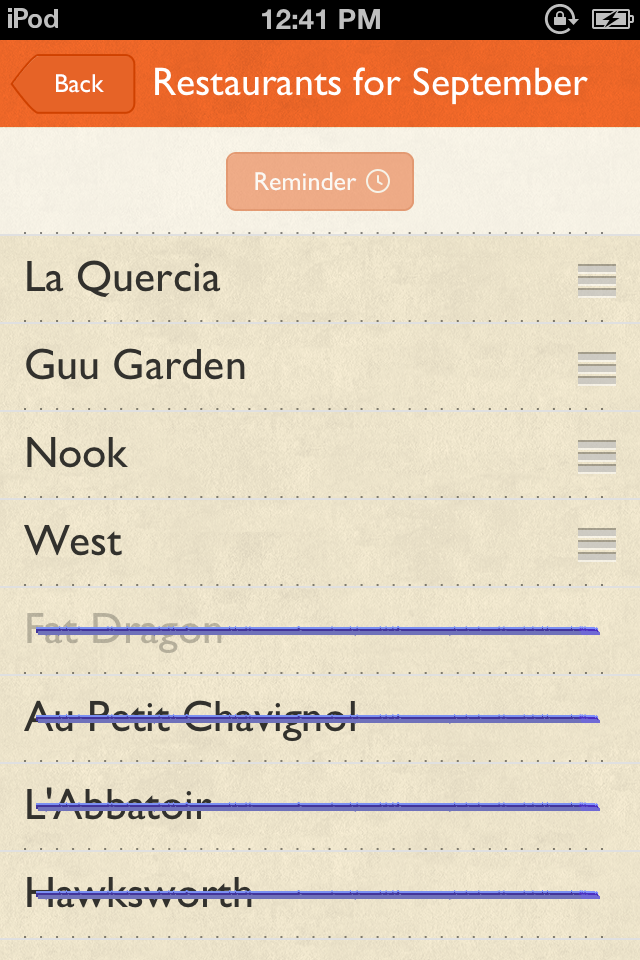 iPod 12:41 PM
Back Restaurants for September
Reminder
La Quercia
Guu Garden
Nook
West
Fat Dragon
Au Petit Chavignol
L'Abbatoir
Hawksworth